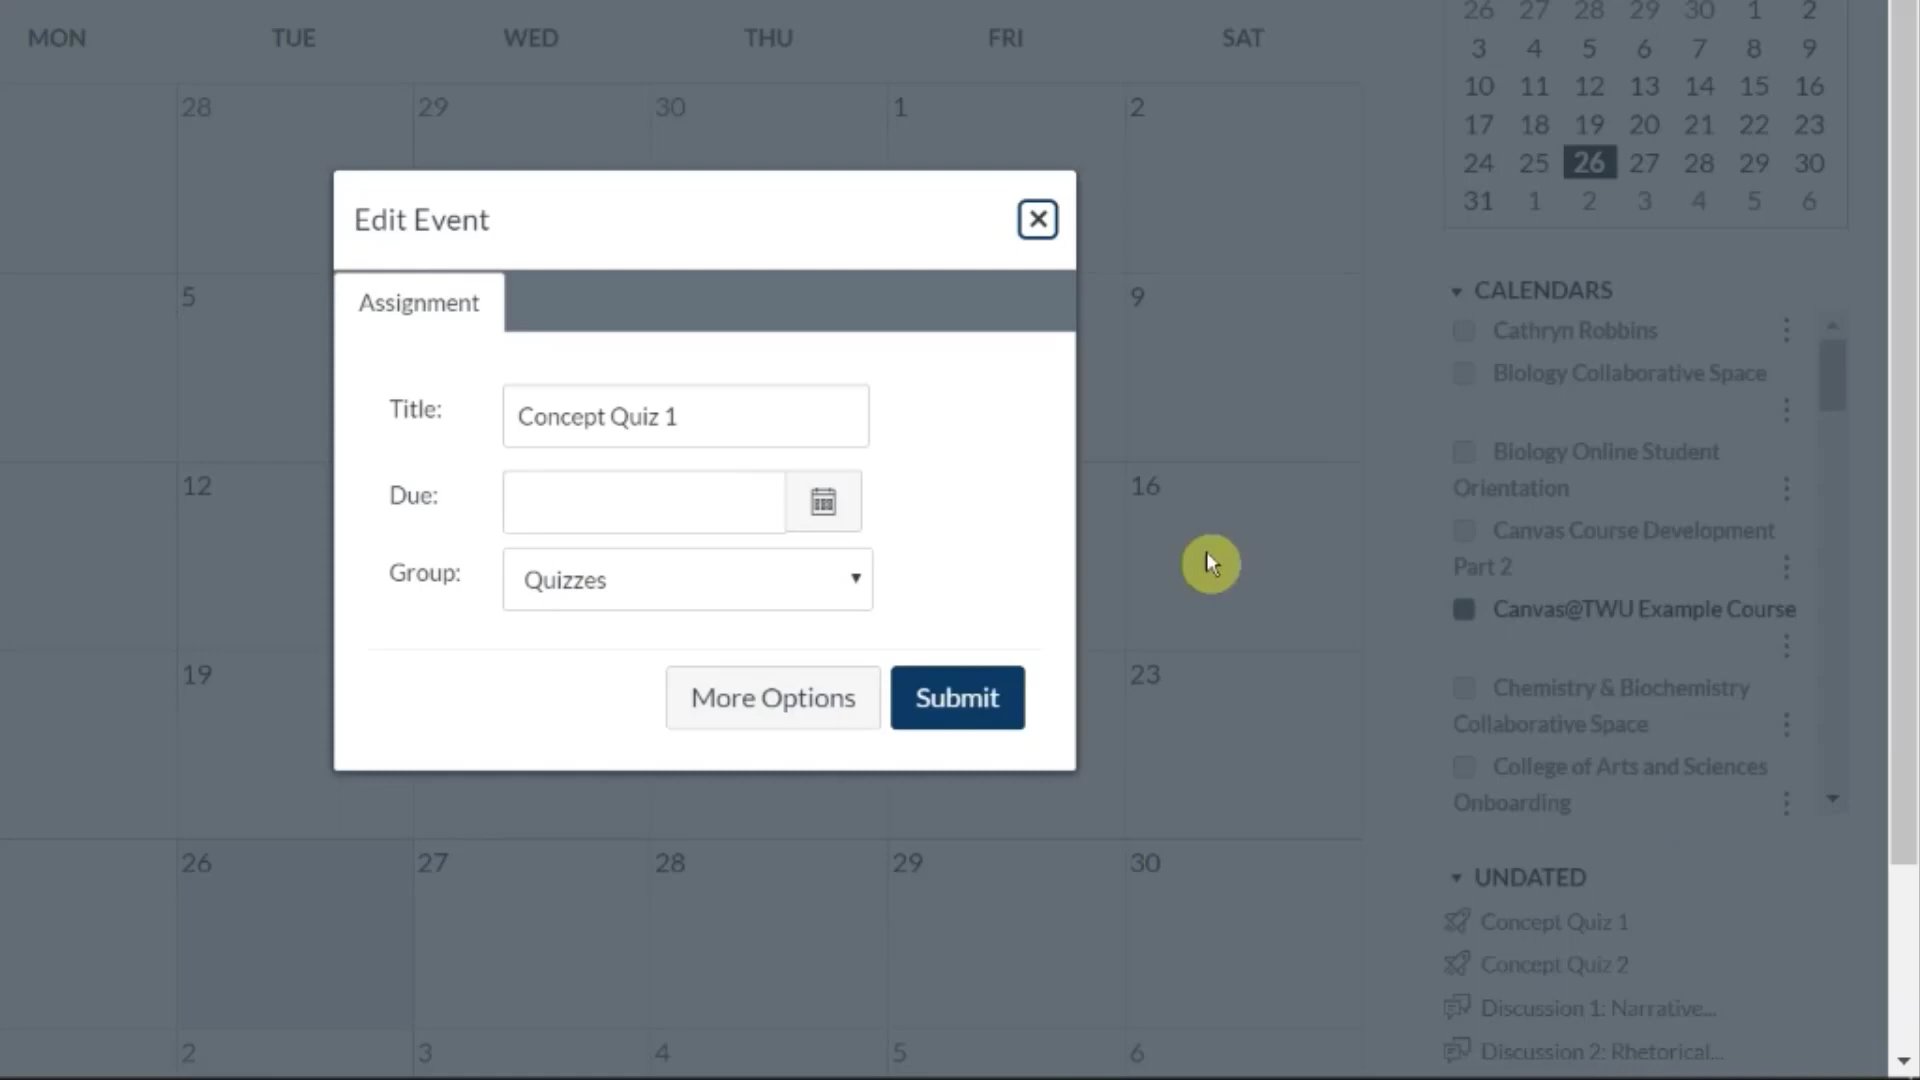 MON TUE WED THU FRI SAT
28 29 30 1 2
5 9
12 16
19 23
26 27 28 29 30
2 3 4 5 6
Edit Event
Assignment
Title: Concept Quiz 1
Due:
Group: Quizzes
More Options Submit
26 27 28 29 30 1 2
3 4 5 6 7 8 9
10 11 12 13 14 15 16
17 18 19 20 21 22 23
24 25 26 27 28 29 30
31 1 2 3 4 5 6
CALENDARS
Cathryn Robbins
Biology Collaborative Space
Biology Online Student
Orientation
Canvas Course Development
Part 2
Canvas@TWU Example Course
Chemistry & Biochemistry
Collaborative Space
College of Arts and Sciences
Onboarding
UNDATED
Concept Quiz 1
Concept Quiz 2
Discussion 1: Narrative...
Discussion 2: Rhetorical...